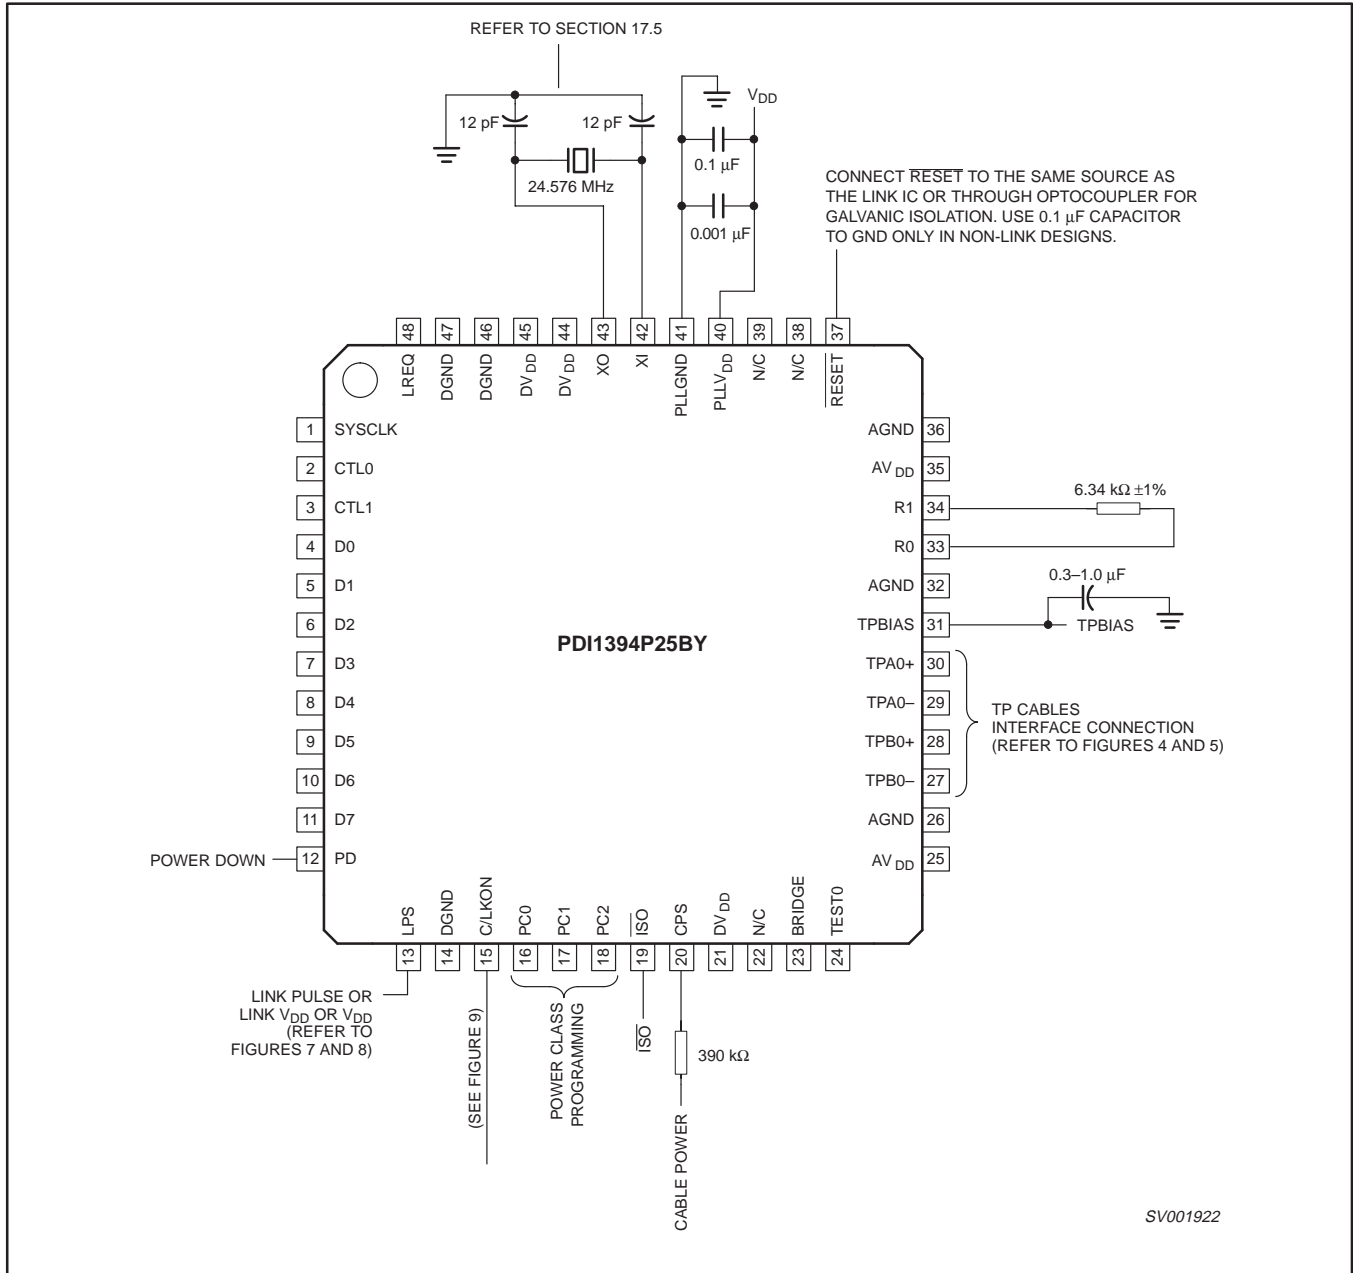 REFER TO SECTION 17.5
12 pF
12 pF
24.576 MHz
VDD
0.1 μF
0.001 μF
CONNECT RESET TO THE SAME SOURCE AS
THE LINK IC OR THROUGH OPTOCOUPLER FOR
GALVANIC ISOLATION. USE 0.1 μF CAPACITOR
TO GND ONLY IN NON-LINK DESIGNS.
48 LREQ
47 DGND
46 DGND
45 DVDD
44 DVDD
43 XO
42 XI
41 PLLGND
40 PLLVDD
39 N/C
38 N/C
37 RESET
1 SYSCLK
2 CTL0
3 CTL1
4 D0
5 D1
6 D2
7 D3
8 D4
9 D5
10 D6
11 D7
POWER DOWN 12 PD
PDI1394P25BY
AGND 36
AVDD 35
R1 34
6.34 kΩ ±1%
R0 33
AGND 32
0.3–1.0 μF
TPBIAS 31
TPBIAS
TPA0+ 30
TPA0– 29
TPB0+ 28
TPB0– 27
TP CABLES
INTERFACE CONNECTION
(REFER TO FIGURES 4 AND 5)
AGND 26
AVDD 25
LPS 13
DGND 14
C/LKON 15
PC0 16
PC1 17
PC2 18
ISO 19
CPS 20
DVDD 21
N/C 22
BRIDGE 23
TEST0 24
LINK PULSE OR
LINK VDD OR VDD
(REFER TO
FIGURES 7 AND 8)
(SEE FIGURE 9)
POWER CLASS
PROGRAMMING
ISO
390 kΩ
CABLE POWER
SV001922